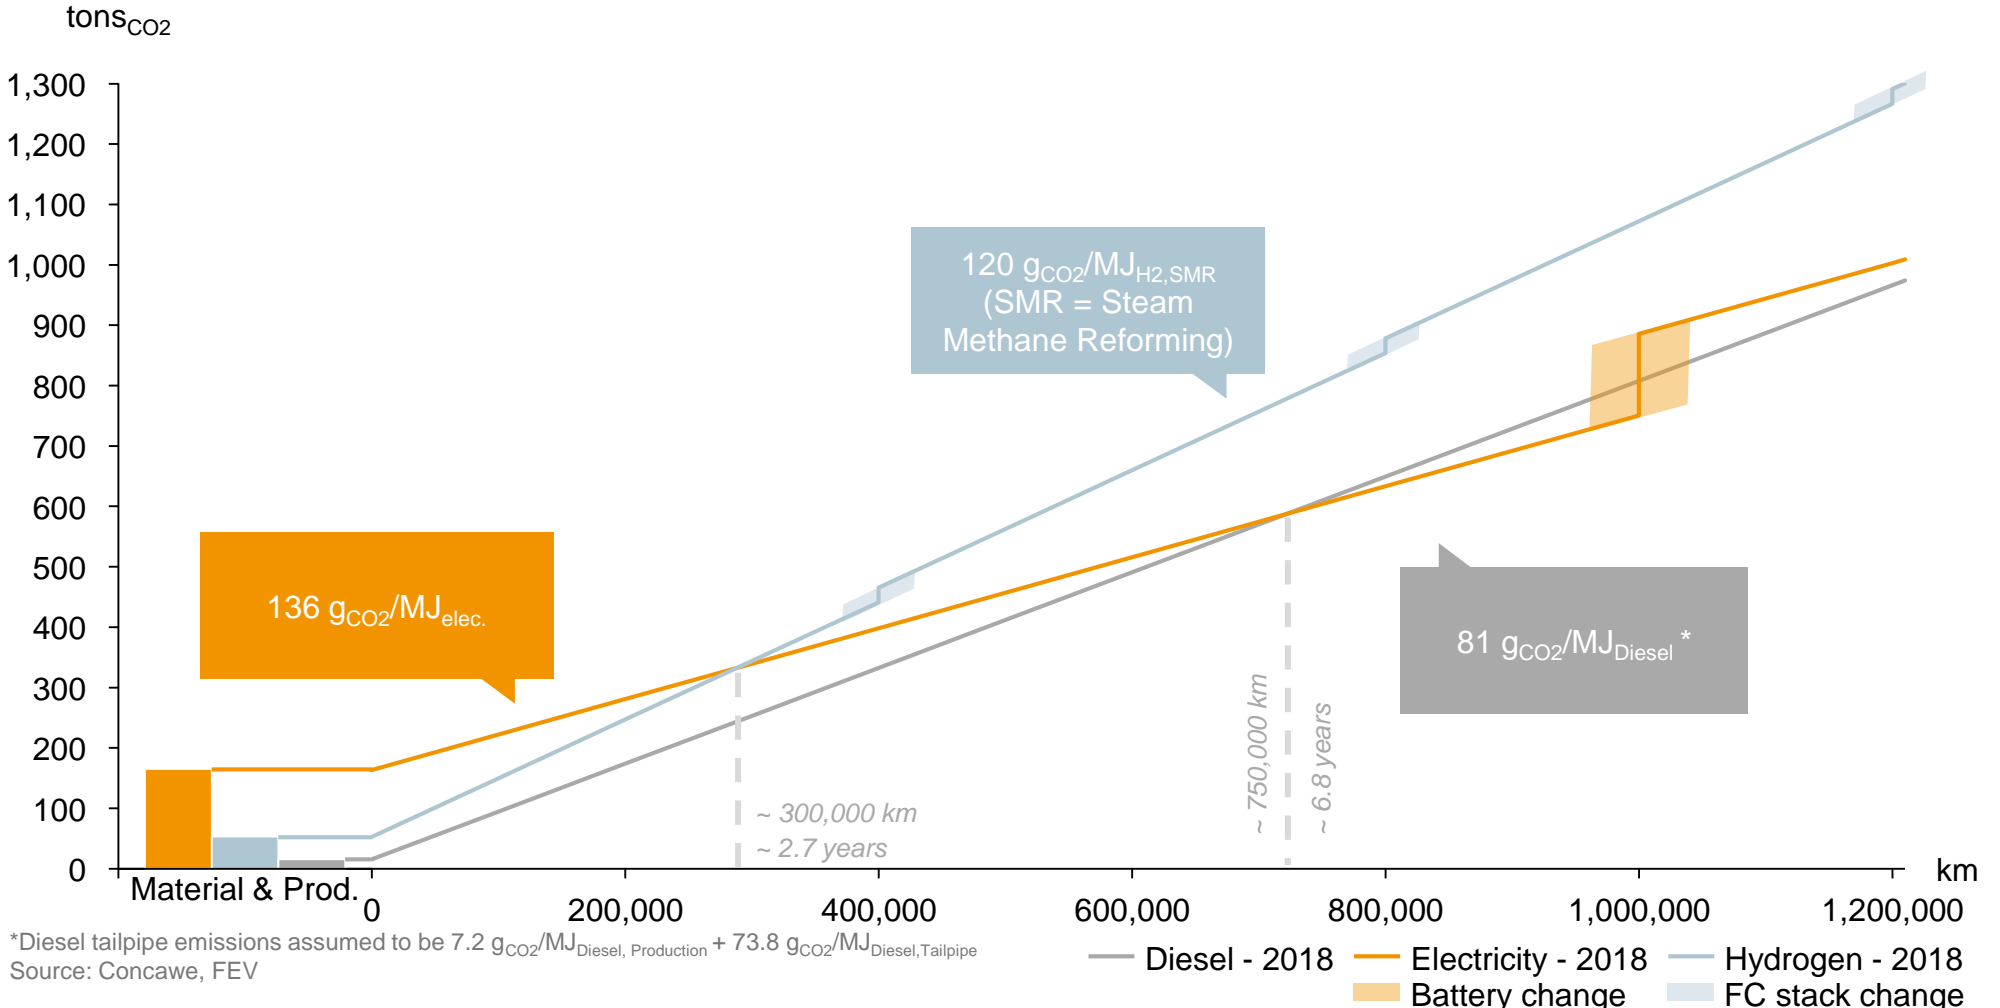 tonsCO2
1,300
1,200
1,100
1,000
900
800
700
600
500
400
300
200
100
0
120 gCO2/MJH2,SMR
(SMR = Steam
Methane Reforming)
136 gCO2/MJelec.
81 gCO2/MJDiesel *
~ 300,000 km
~ 2.7 years
~ 750,000 km
~ 6.8 years
km
Material & Prod.
0
200,000
400,000
600,000
800,000
1,000,000
1,200,000
*Diesel tailpipe emissions assumed to be 7.2 gCO2/MJDiesel, Production + 73.8 gCO2/MJDiesel,Tailpipe
Source: Concawe, FEV
Diesel - 2018
Electricity - 2018
Hydrogen - 2018
Battery change
FC stack change